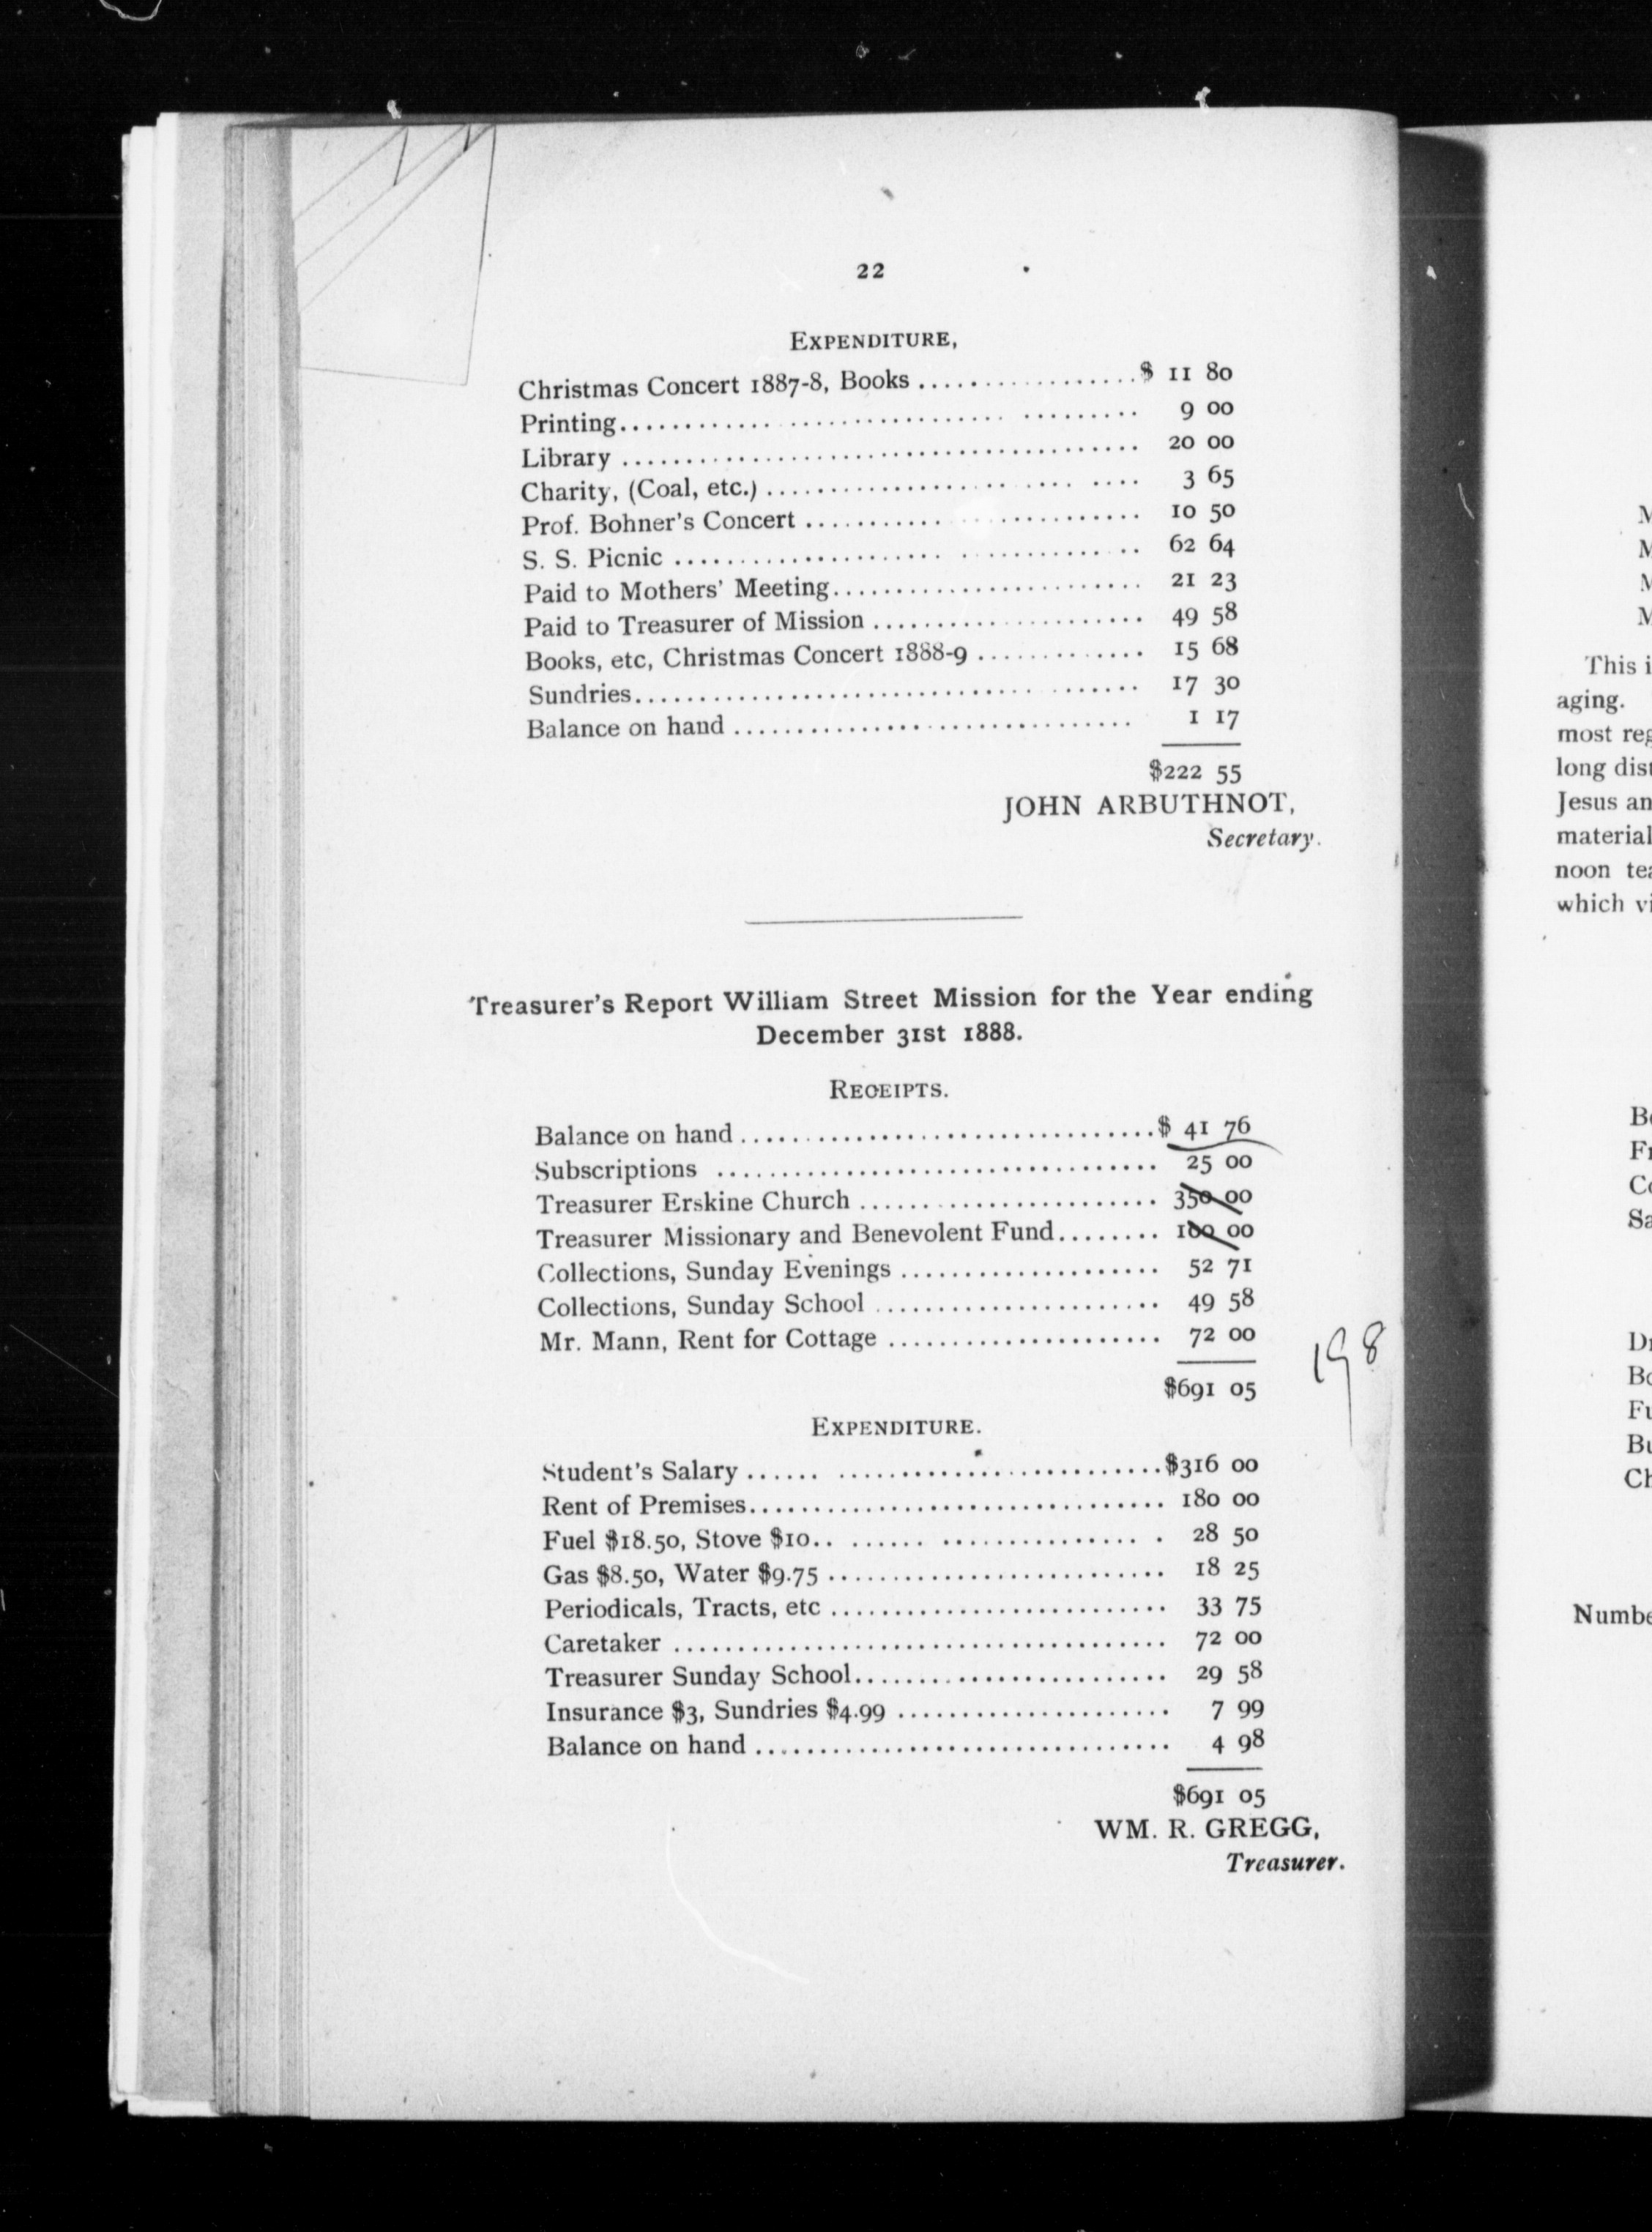 22
EXPENDITURE,
Christmas Concert 1887-8, Books ..................$ 11 80
Printing........................................ 9 00
Library ........................................ 20 00
Charity, (Coal, etc.) ............................ 3 65
Prof. Bohner's Concert .......................... 10 50
S. S. Picnic .................................... 62 64
Paid to Mothers' Meeting........................ 21 23
Paid to Treasurer of Mission ..................... 49 58
Books, etc, Christmas Concert 1888-9 ............. 15 68
Sundries........................................ 17 30
Balance on hand ............................... 1 17
$222 55
JOHN ARBUTHNOT,
Secretary.
Treasurer's Report William Street Mission for the Year ending
December 31st 1888.
RECEIPTS.
Balance on hand .................................$ 41 76
Subscriptions ................................... 25 00
Treasurer Erskine Church ........................ 350 00
Treasurer Missionary and Benevolent Fund........ 100 00
Collections, Sunday Evenings ..................... 52 71
Collections, Sunday School ....................... 49 58
Mr. Mann, Rent for Cottage ...................... 72 00
198
$691 05
EXPENDITURE.
Student's Salary ................................$316 00
Rent of Premises................................. 180 00
Fuel $18.50, Stove $10.. ...... ................ . 28 50
Gas $8.50, Water $9.75 ........................... 18 25
Periodicals, Tracts, etc ........................... 33 75
Caretaker ....................................... 72 00
Treasurer Sunday School......................... 29 58
Insurance $3, Sundries $4.99 ...................... 7 99
Balance on hand ................................. 4 98
$691 05
WM. R. GREGG,
Treasurer.
This
aging.
most
long
Jesus
material
noon
which